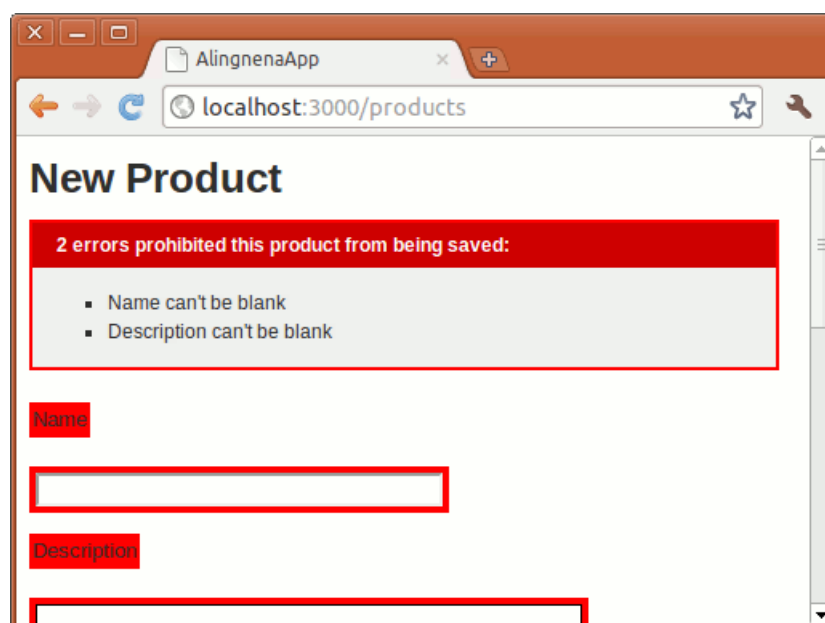 AlingnenaApp
localhost:3000/products
New Product
2 errors prohibited this product from being saved:
Name can't be blank
Description can't be blank
Name
Description